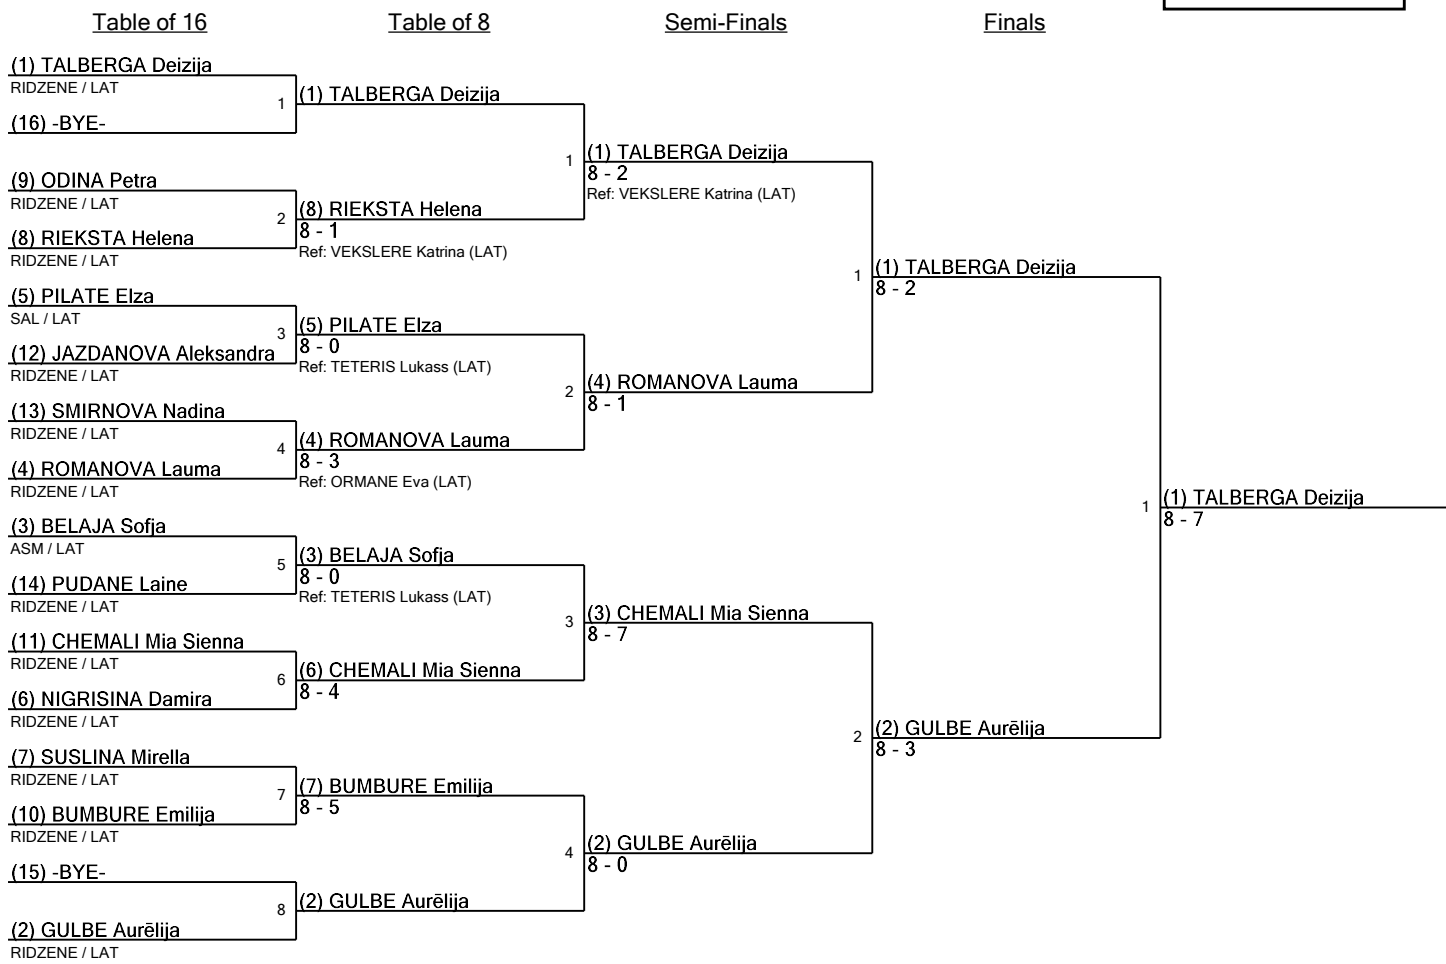 Table of 16
Table of 8
Semi-Finals
Finals
(1) TALBERGA Deizija
RIDZENE / LAT
1
(16) -BYE-
(9) ODINA Petra
RIDZENE / LAT
2
(8) RIEKSTA Helena
RIDZENE / LAT
(5) PILATE Elza
SAL / LAT
3
(12) JAZDANOVA Aleksandra
RIDZENE / LAT
(13) SMIRNOVA Nadina
RIDZENE / LAT
4
(4) ROMANOVA Lauma
RIDZENE / LAT
(3) BELAJA Sofja
ASM / LAT
5
(14) PUDANE Laine
RIDZENE / LAT
(11) CHEMALI Mia Sienna
RIDZENE / LAT
6
(6) NIGRISINA Damira
RIDZENE / LAT
(7) SUSLINA Mirella
RIDZENE / LAT
7
(10) BUMBURE Emilija
RIDZENE / LAT
(15) -BYE-
8
(2) GULBE Aurēlija
RIDZENE / LAT
(1) TALBERGA Deizija
1
(8) RIEKSTA Helena
8 - 1
Ref: VEKSLERE Katrina (LAT)
(5) PILATE Elza
8 - 0
Ref: TETERIS Lukass (LAT)
2
(4) ROMANOVA Lauma
8 - 3
Ref: ORMANE Eva (LAT)
(3) BELAJA Sofja
8 - 0
Ref: TETERIS Lukass (LAT)
3
(6) CHEMALI Mia Sienna
8 - 4
(7) BUMBURE Emilija
8 - 5
4
(2) GULBE Aurēlija
(1) TALBERGA Deizija
8 - 2
Ref: VEKSLERE Katrina (LAT)
1
(4) ROMANOVA Lauma
8 - 1
(3) CHEMALI Mia Sienna
8 - 7
2
(2) GULBE Aurēlija
8 - 0
(1) TALBERGA Deizija
8 - 2
1
(2) GULBE Aurēlija
8 - 3
(1) TALBERGA Deizija
8 - 7